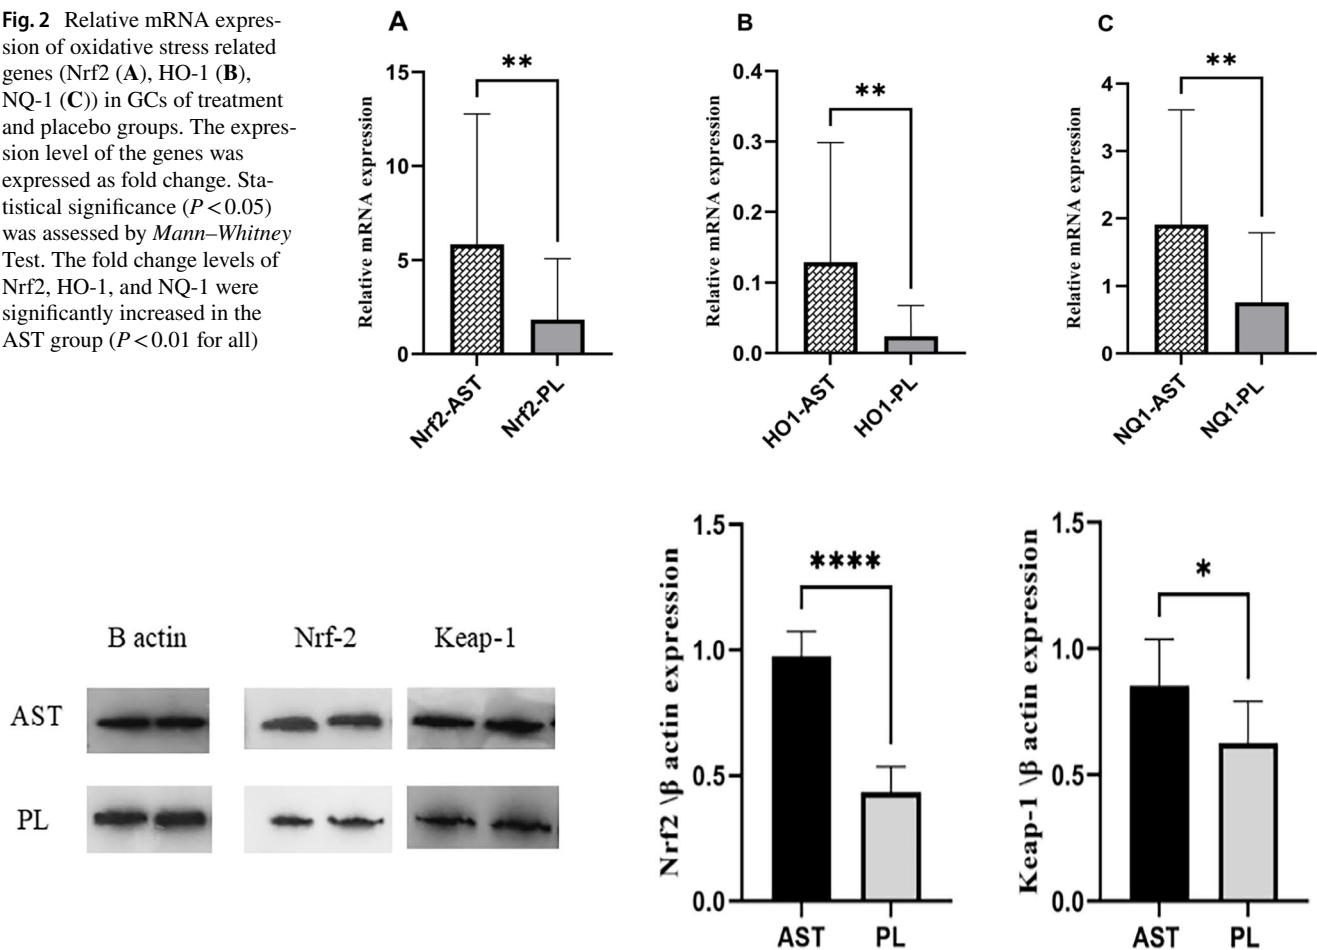 Fig. 2 Relative mRNA expres-
sion of oxidative stress related
genes (Nrf2 (A), HO-1 (B),
NQ-1 (C)) in GCs of treatment
and placebo groups. The expres-
sion level of the genes was
expressed as fold change. Sta-
tistical significance (P < 0.05)
was assessed by Mann–Whitney
Test. The fold change levels of
Nrf2, HO-1, and NQ-1 were
significantly increased in the
AST group (P < 0.01 for all)
A
**
Relative mRNA expression
15
10
5
0
Nrf2-AST
Nrf2-PL
B
**
Relative mRNA expression
0.4
0.3
0.2
0.1
0.0
HO1-AST
HO1-PL
C
**
Relative mRNA expression
4
3
2
1
0
NQ1-AST
NQ1-PL
B actin
Nrf-2
Keap-1
AST
PL
****
Nrf2 \β actin expression
1.5
1.0
0.5
0.0
AST
PL
*
Keap-1 \β actin expression
1.5
1.0
0.5
0.0
AST
PL